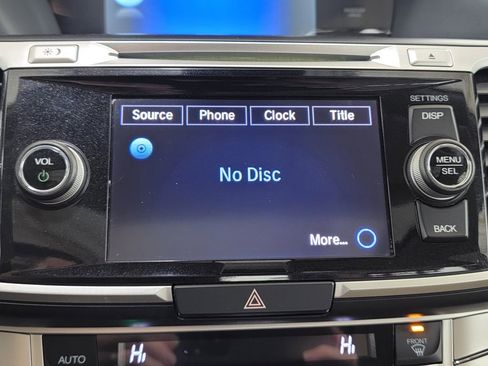 SETTINGS
Source Phone Clock Title
DISP
VOL
No Disc
MENU
SEL
More...
BACK
AUTO
Hi
Hi
FRONT